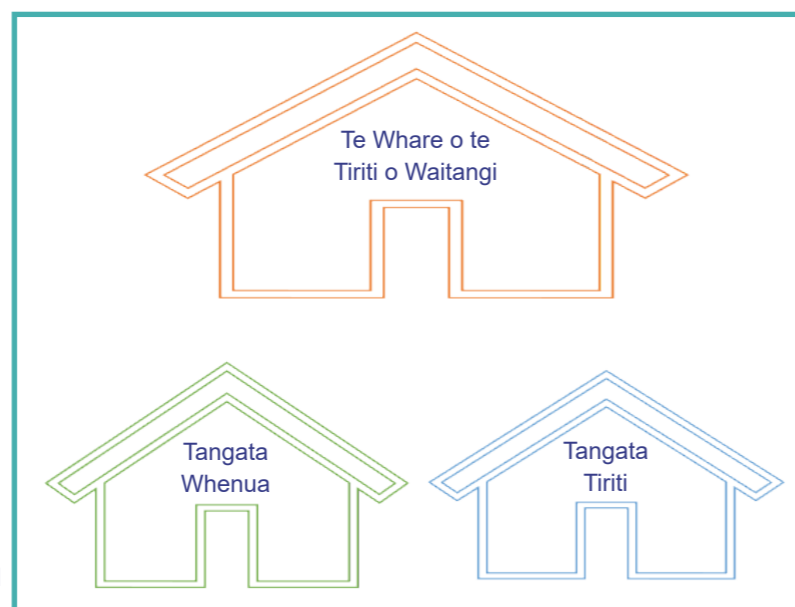 Te Whare o te
Tiriti o Waitangi
Tangata
Whenua
Tangata
Tiriti